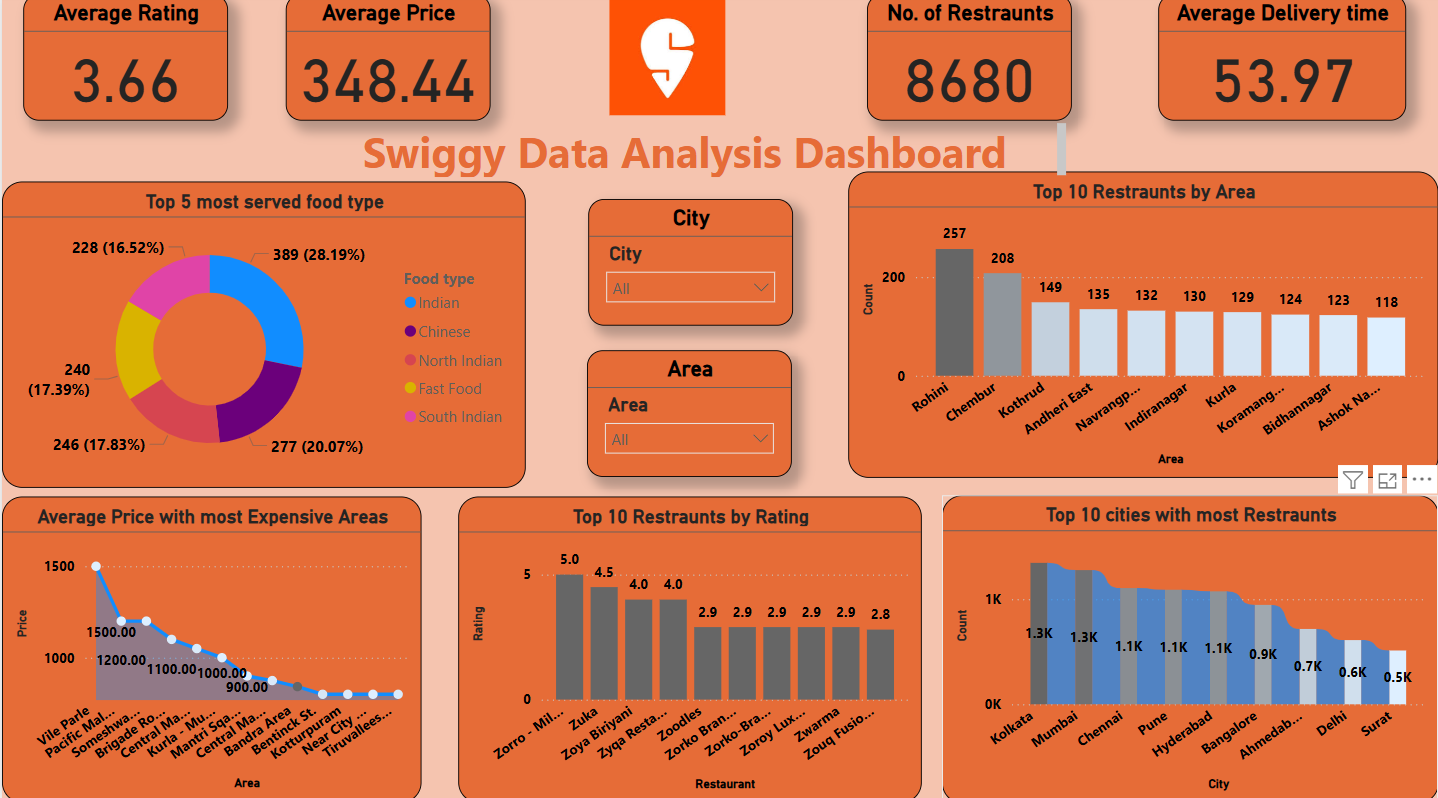 Average Rating
3.66
Average Price
348.44
No. of Restraunts
8680
Average Delivery time
53.97
Swiggy Data Analysis Dashboard
Top 5 most served food type
228 (16.52%)
389 (28.19%)
240
(17.39%)
246 (17.83%)
277 (20.07%)
Food type
Indian
Chinese
North Indian
Fast Food
South Indian
City
City
All
Area
Area
All
Top 10 Restraunts by Area
Count
200
0
257
208
149
135
132
130
129
124
123
118
Rohini
Chembur
Kothrud
Andheri East
Navrangp...
Indiranagar
Kurla
Koramang...
Bidhannagar
Ashok Na...
Area
Average Price with most Expensive Areas
Price
1500
1000
1500.00
1200.00
1100.00
1000.00
900.00
Vile Parle
Pacific Mal...
Someshwa...
Brigade Ro...
Central Ma...
Kurla - Mu...
Mantri Sqa...
Central Ma...
Bandra Area
Bentinck St.
Kotturpuram
Near City ...
Tiruvallees...
Area
Top 10 Restraunts by Rating
Rating
5
0
5.0
4.5
4.0
4.0
2.9
2.9
2.9
2.9
2.9
2.8
Zorro - Mil...
Zuka
Zoya Biriyani
Zyqa Resta...
Zoodles
Zorko Bran...
Zorko-Bra...
Zoroy Lux...
Zwarma
Zouq Fusio...
Restaurant
Top 10 cities with most Restraunts
Count
1K
0K
1.3K
1.3K
1.1K
1.1K
1.1K
0.9K
0.7K
0.6K
0.5K
Kolkata
Mumbai
Chennai
Pune
Hyderabad
Bangalore
Ahmedab...
Delhi
Surat
City